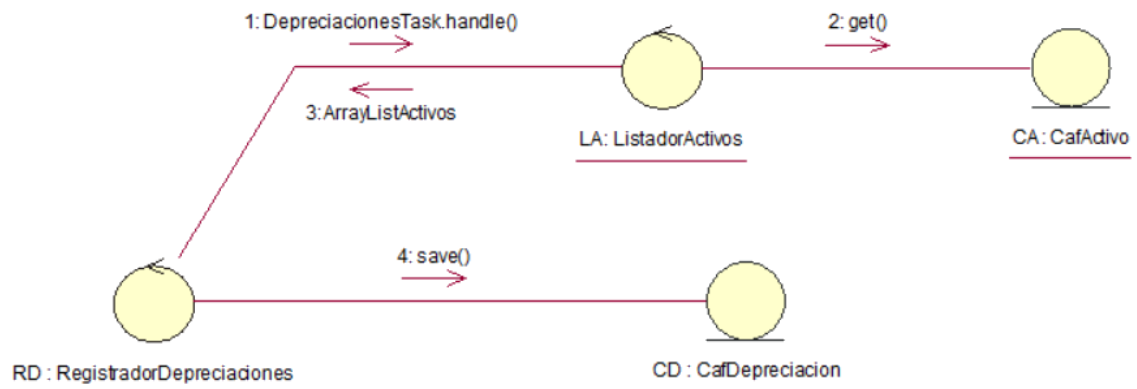 1: DepreciacionesTask.handle()
2: get()
3:ArrayListActivos
LA: ListadorActivos
CA: CafActivo
4: save()
RD : RegistradorDepreciaciones
CD : CafDepreciacion